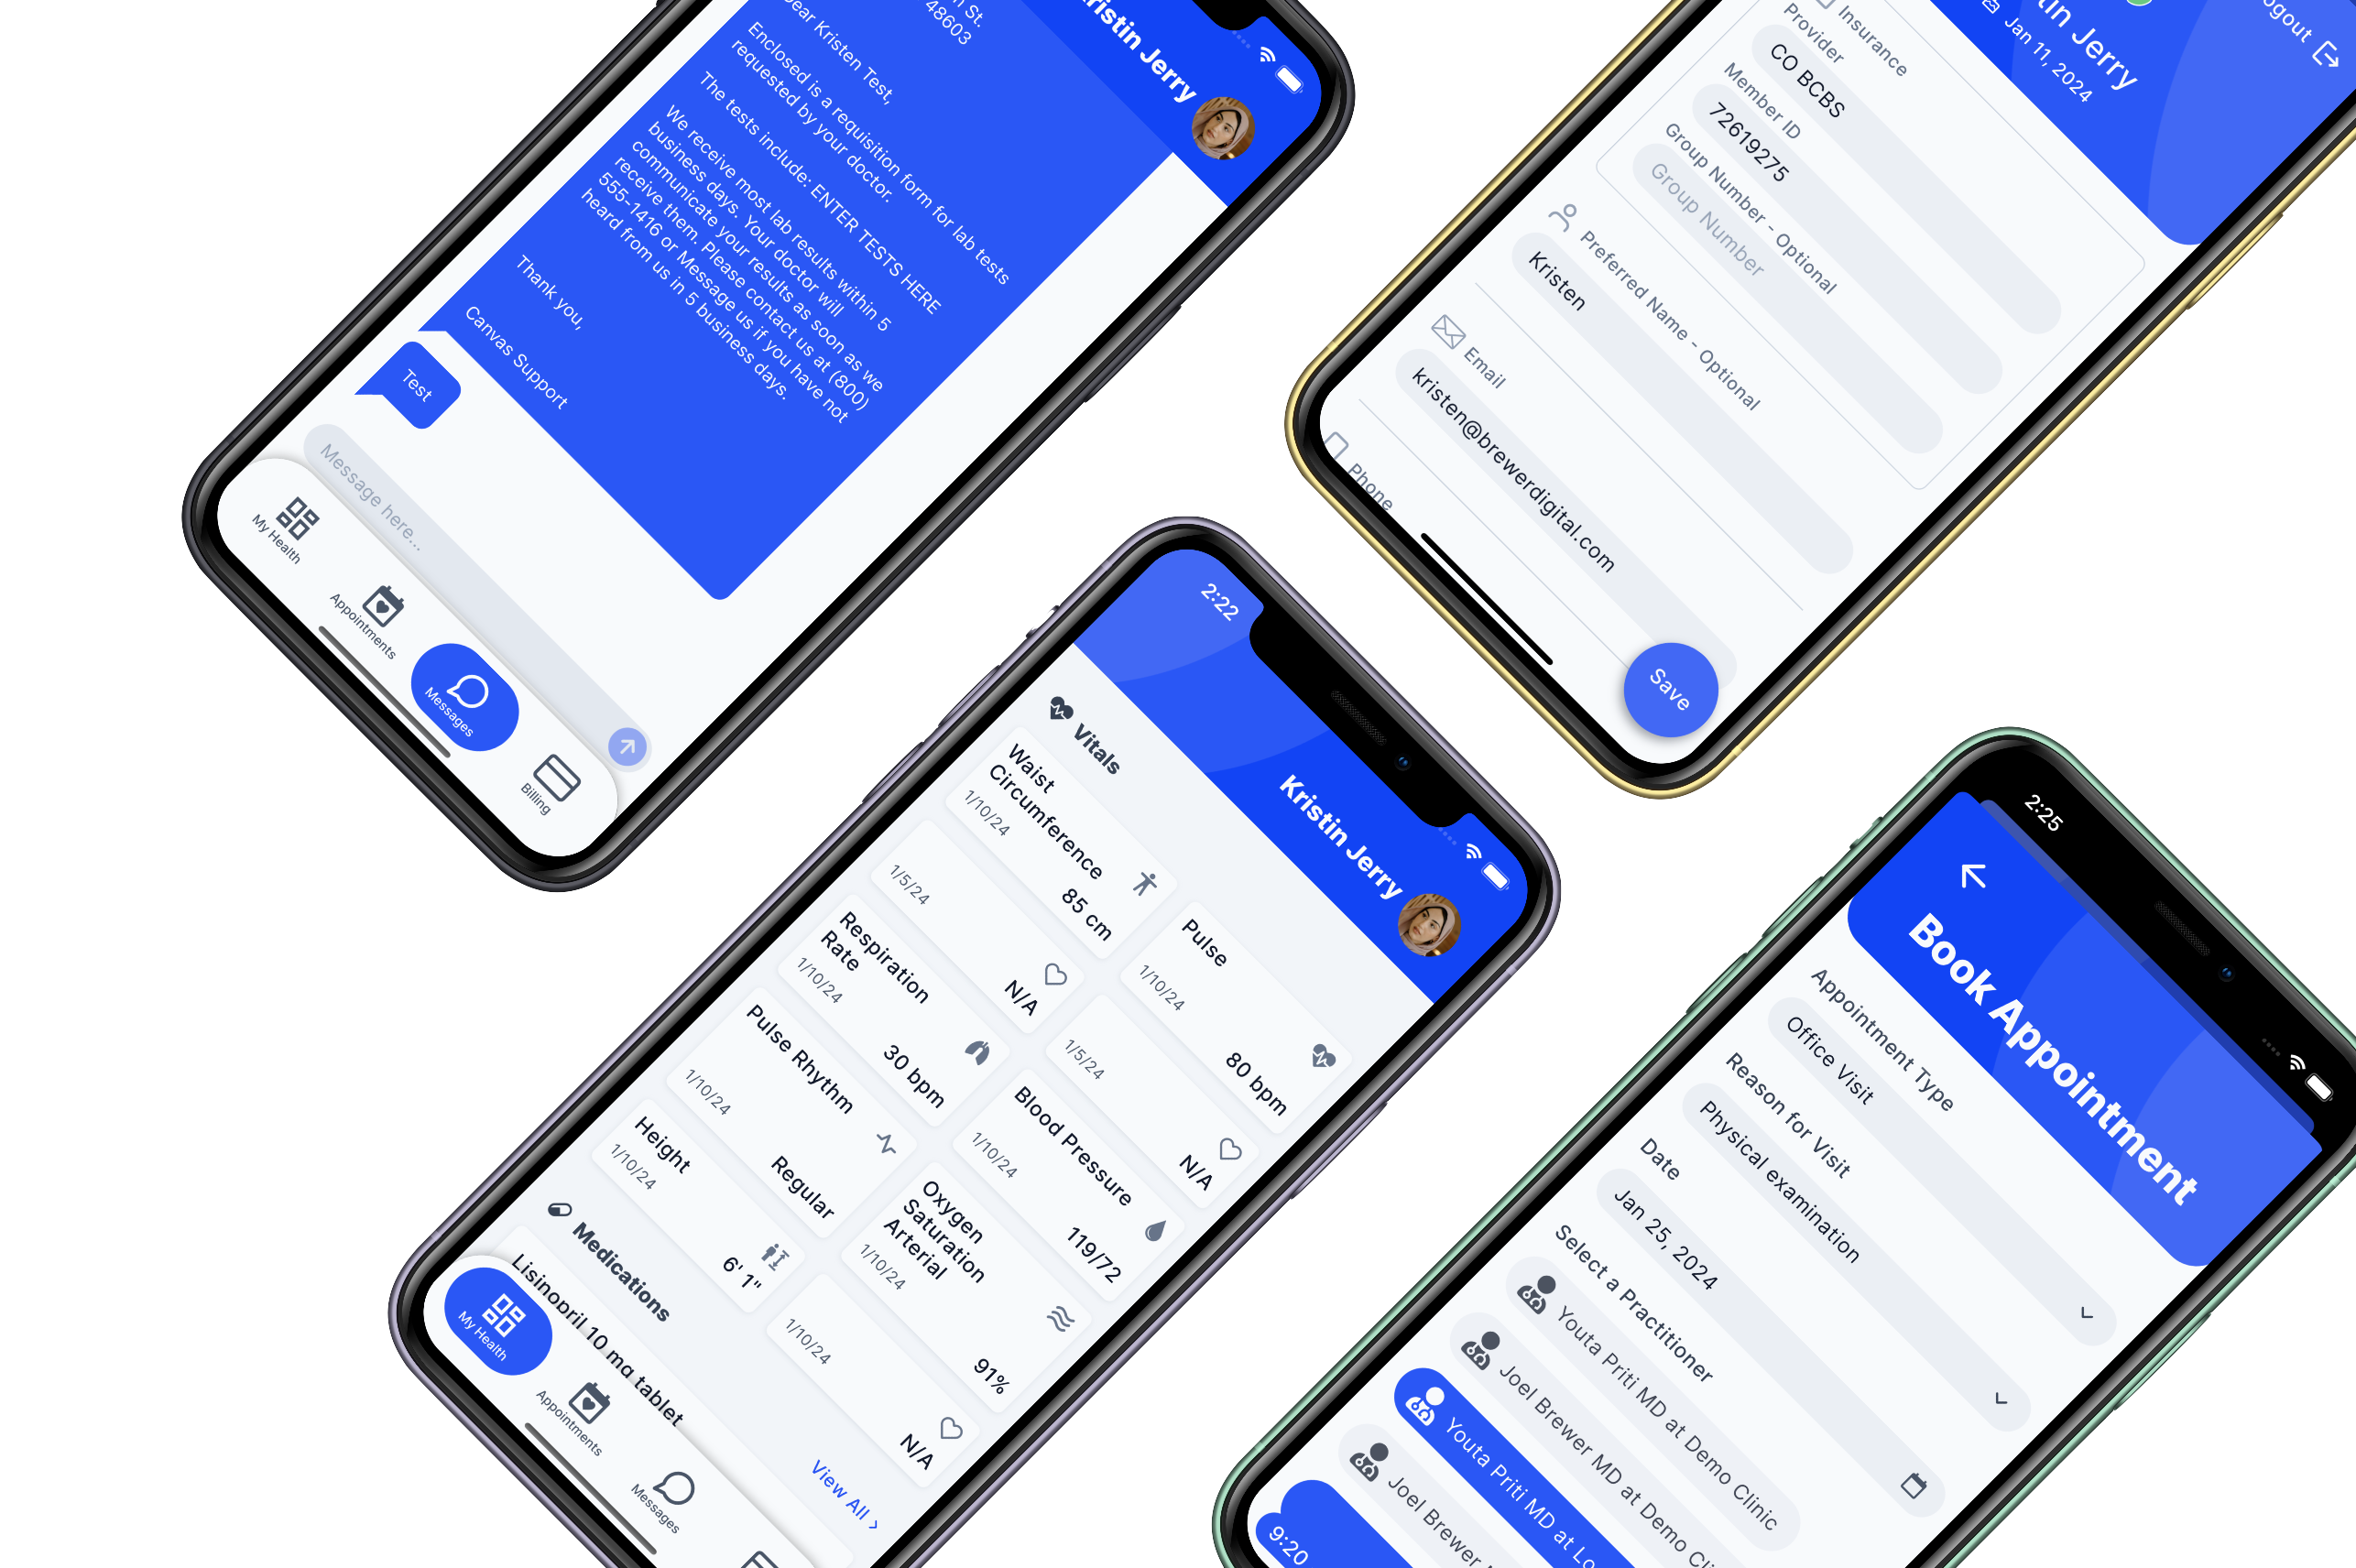 n St.
48603
ristin Jerry
Dear Kristen Test,
Enclosed is a requisition form for lab tests
requested by your doctor.
The tests include: ENTER TESTS HERE
We receive most lab results within 5
business days. Your doctor will
communicate your results as soon as we
receive them. Please contact us at (800)
555-1416 or Message us if you have not
heard from us in 5 business days.
Thank you,
Canvas Support
Test
Message here...
My Health
Appointments
Messages
Billing
tin Jerry
Jan 11, 2024
ogout
Insurance
Provider
CO BCBS
Member ID
72619275
Group Number - Optional
Group Number
Preferred Name - Optional
Kristen
Email
kristen@brewerdigital.com
Phone
Save
2:22
Kristin Jerry
Vitals
Waist
Circumference
1/10/24
85 cm
Pulse
1/10/24
80 bpm
1/5/24
N/A
1/5/24
N/A
Respiration
Rate
1/10/24
30 bpm
Blood Pressure
1/10/24
119/72
Pulse Rhythm
1/10/24
Regular
Oxygen
Saturation
Arterial
1/10/24
91%
Height
1/10/24
6' 1"
1/10/24
N/A
Medications
Lisinopril 10 mg tablet
View All ›
My Health
Appointments
Messages
2:25
Book Appointment
Appointment Type
Office Visit
Reason for Visit
Physical examination
Date
Jan 25, 2024
Select a Practitioner
Youta Priti MD at Demo Clinic
Joel Brewer MD at Demo Cli
Youta Priti MD at Lo
Joel Brewer
9:20